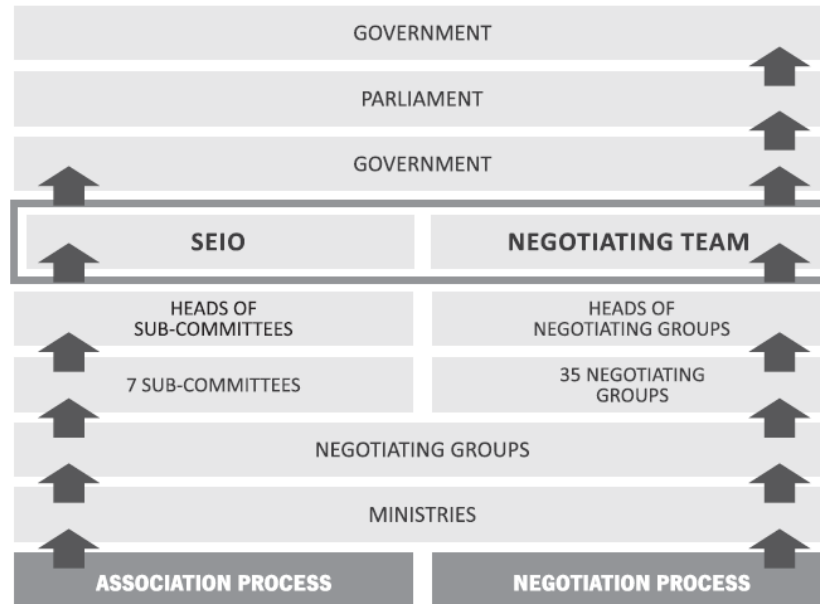 GOVERNMENT
PARLIAMENT
GOVERNMENT
SEIO
NEGOTIATING TEAM
HEADS OF
SUB-COMMITTEES
HEADS OF
NEGOTIATING GROUPS
7 SUB-COMMITTEES
35 NEGOTIATING
GROUPS
NEGOTIATING GROUPS
MINISTRIES
ASSOCIATION PROCESS
NEGOTIATION PROCESS